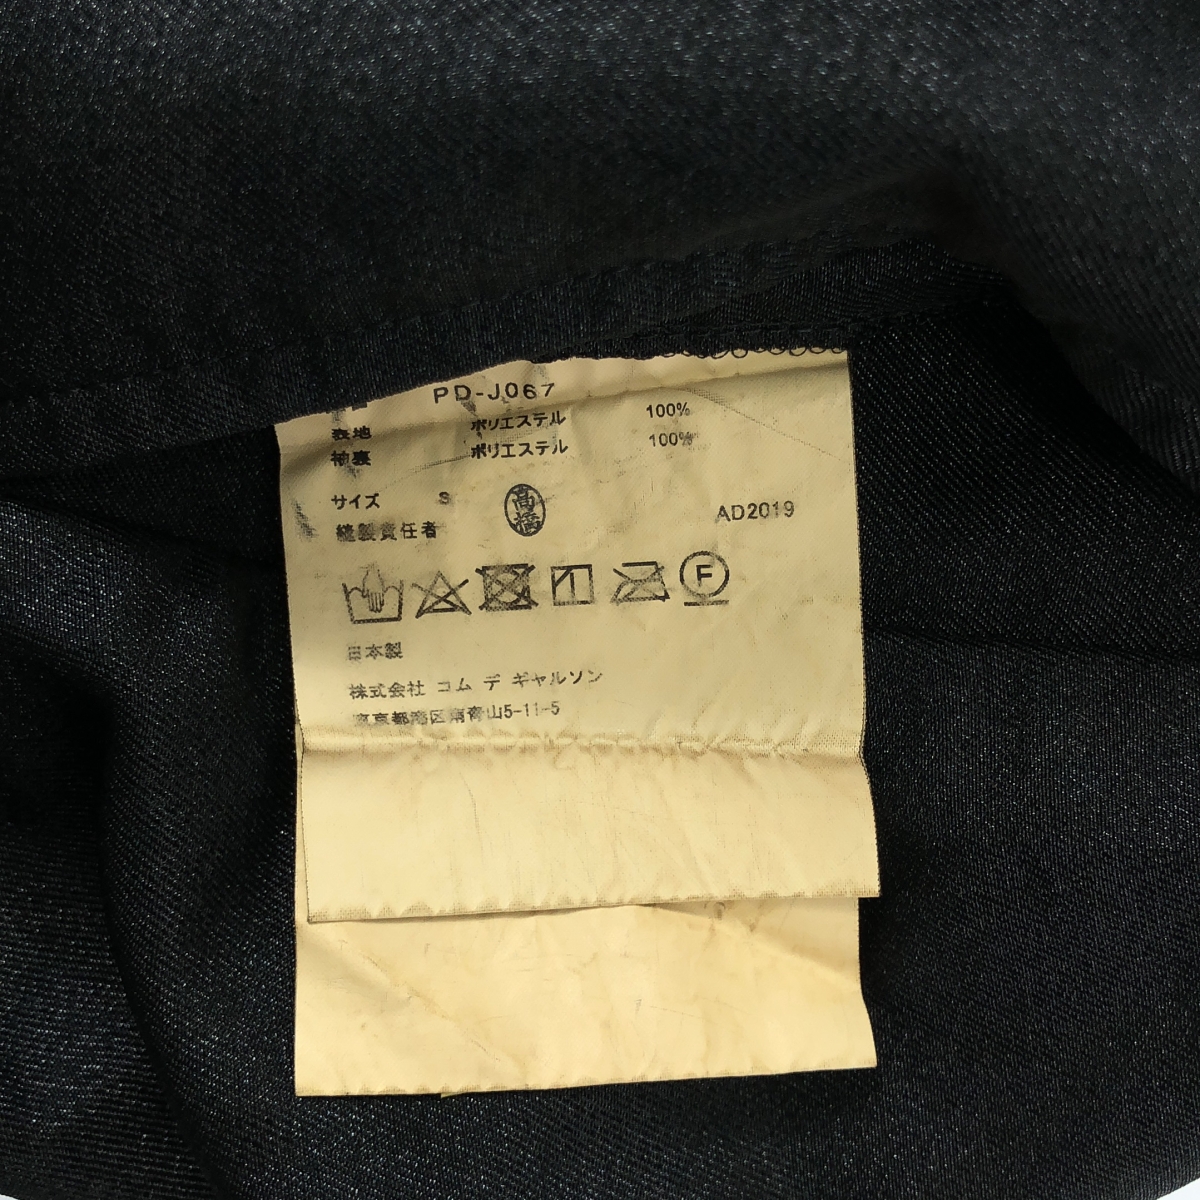 PD-J067
表地 ポリエステル 100%
袖裏 ポリエステル 100%
サイズ S 高橋 AD2019
縫製責任者
F
日本製
株式会社 コム デ ギャルソン
東京都港区南青山5-11-5